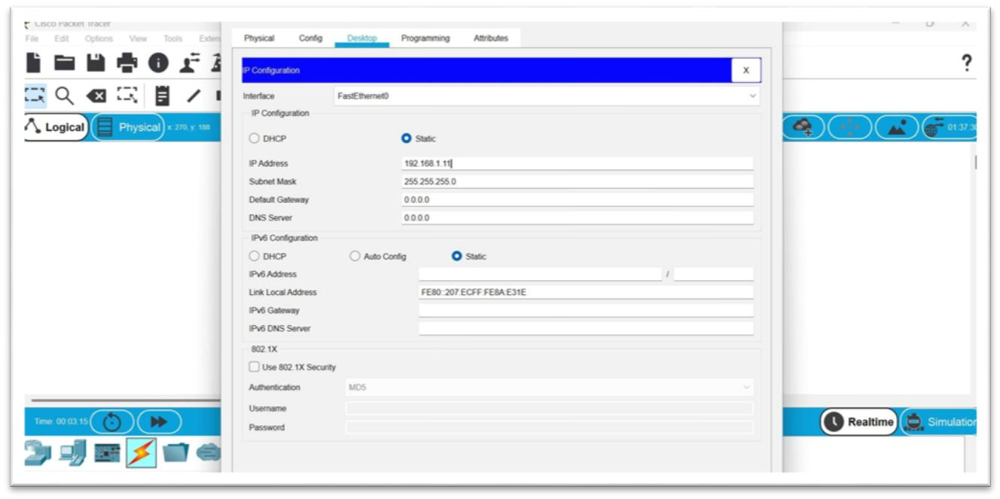 Cisco Packet Tracer
File Edit Options View Tools
Physical Config Desktop Programming Attributes
IP Configuration X
?
Interface FastEthernet0
IP Configuration
Logical Physical x: 270, y: 188
01:37:30
DHCP Static
IP Address 192.168.1.11
Subnet Mask 255.255.255.0
Default Gateway 0.0.0.0
DNS Server 0.0.0.0
IPv6 Configuration
DHCP Auto Config Static
IPv6 Address /
Link Local Address FE80::207:ECFF:FE8A:E31E
IPv6 Gateway
IPv6 DNS Server
802.1X
Use 802.1X Security
Authentication MD5
Username
Password
Time: 00:03:15
Realtime Simulation